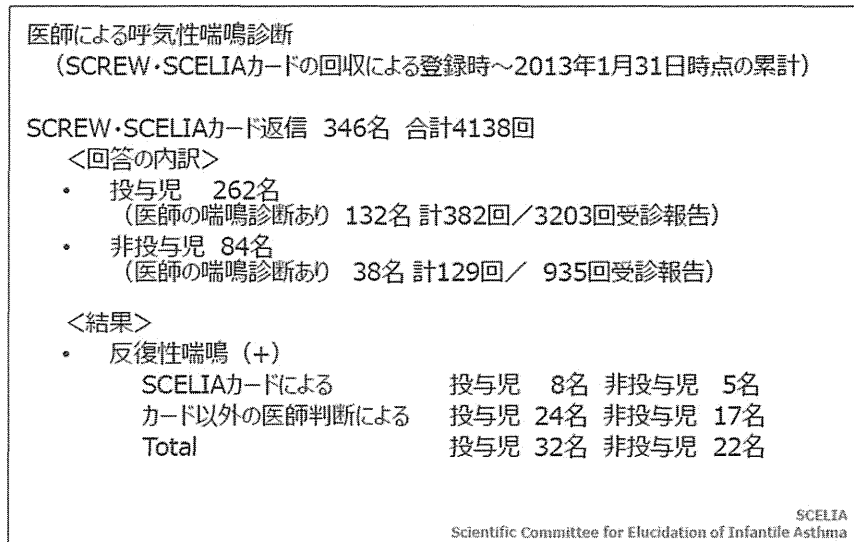 医師による呼気性喘鳴診断
（SCREW・SCELIAカードの回収による登録時～2013年1月31日時点の累計）
SCREW・SCELIAカード返信 346名 合計4138回
＜回答の内訳＞
・ 投与児 262名
（医師の喘鳴診断あり 132名 計382回／3203回受診報告）
・ 非投与児 84名
（医師の喘鳴診断あり 38名 計129回／ 935回受診報告）
＜結果＞
・ 反復性喘鳴（+）
SCELIAカードによる 投与児 8名 非投与児 5名
カード以外の医師判断による 投与児 24名 非投与児 17名
Total 投与児 32名 非投与児 22名
SCELIA
Scientific Committee for Elucidation of Infantile Asthma